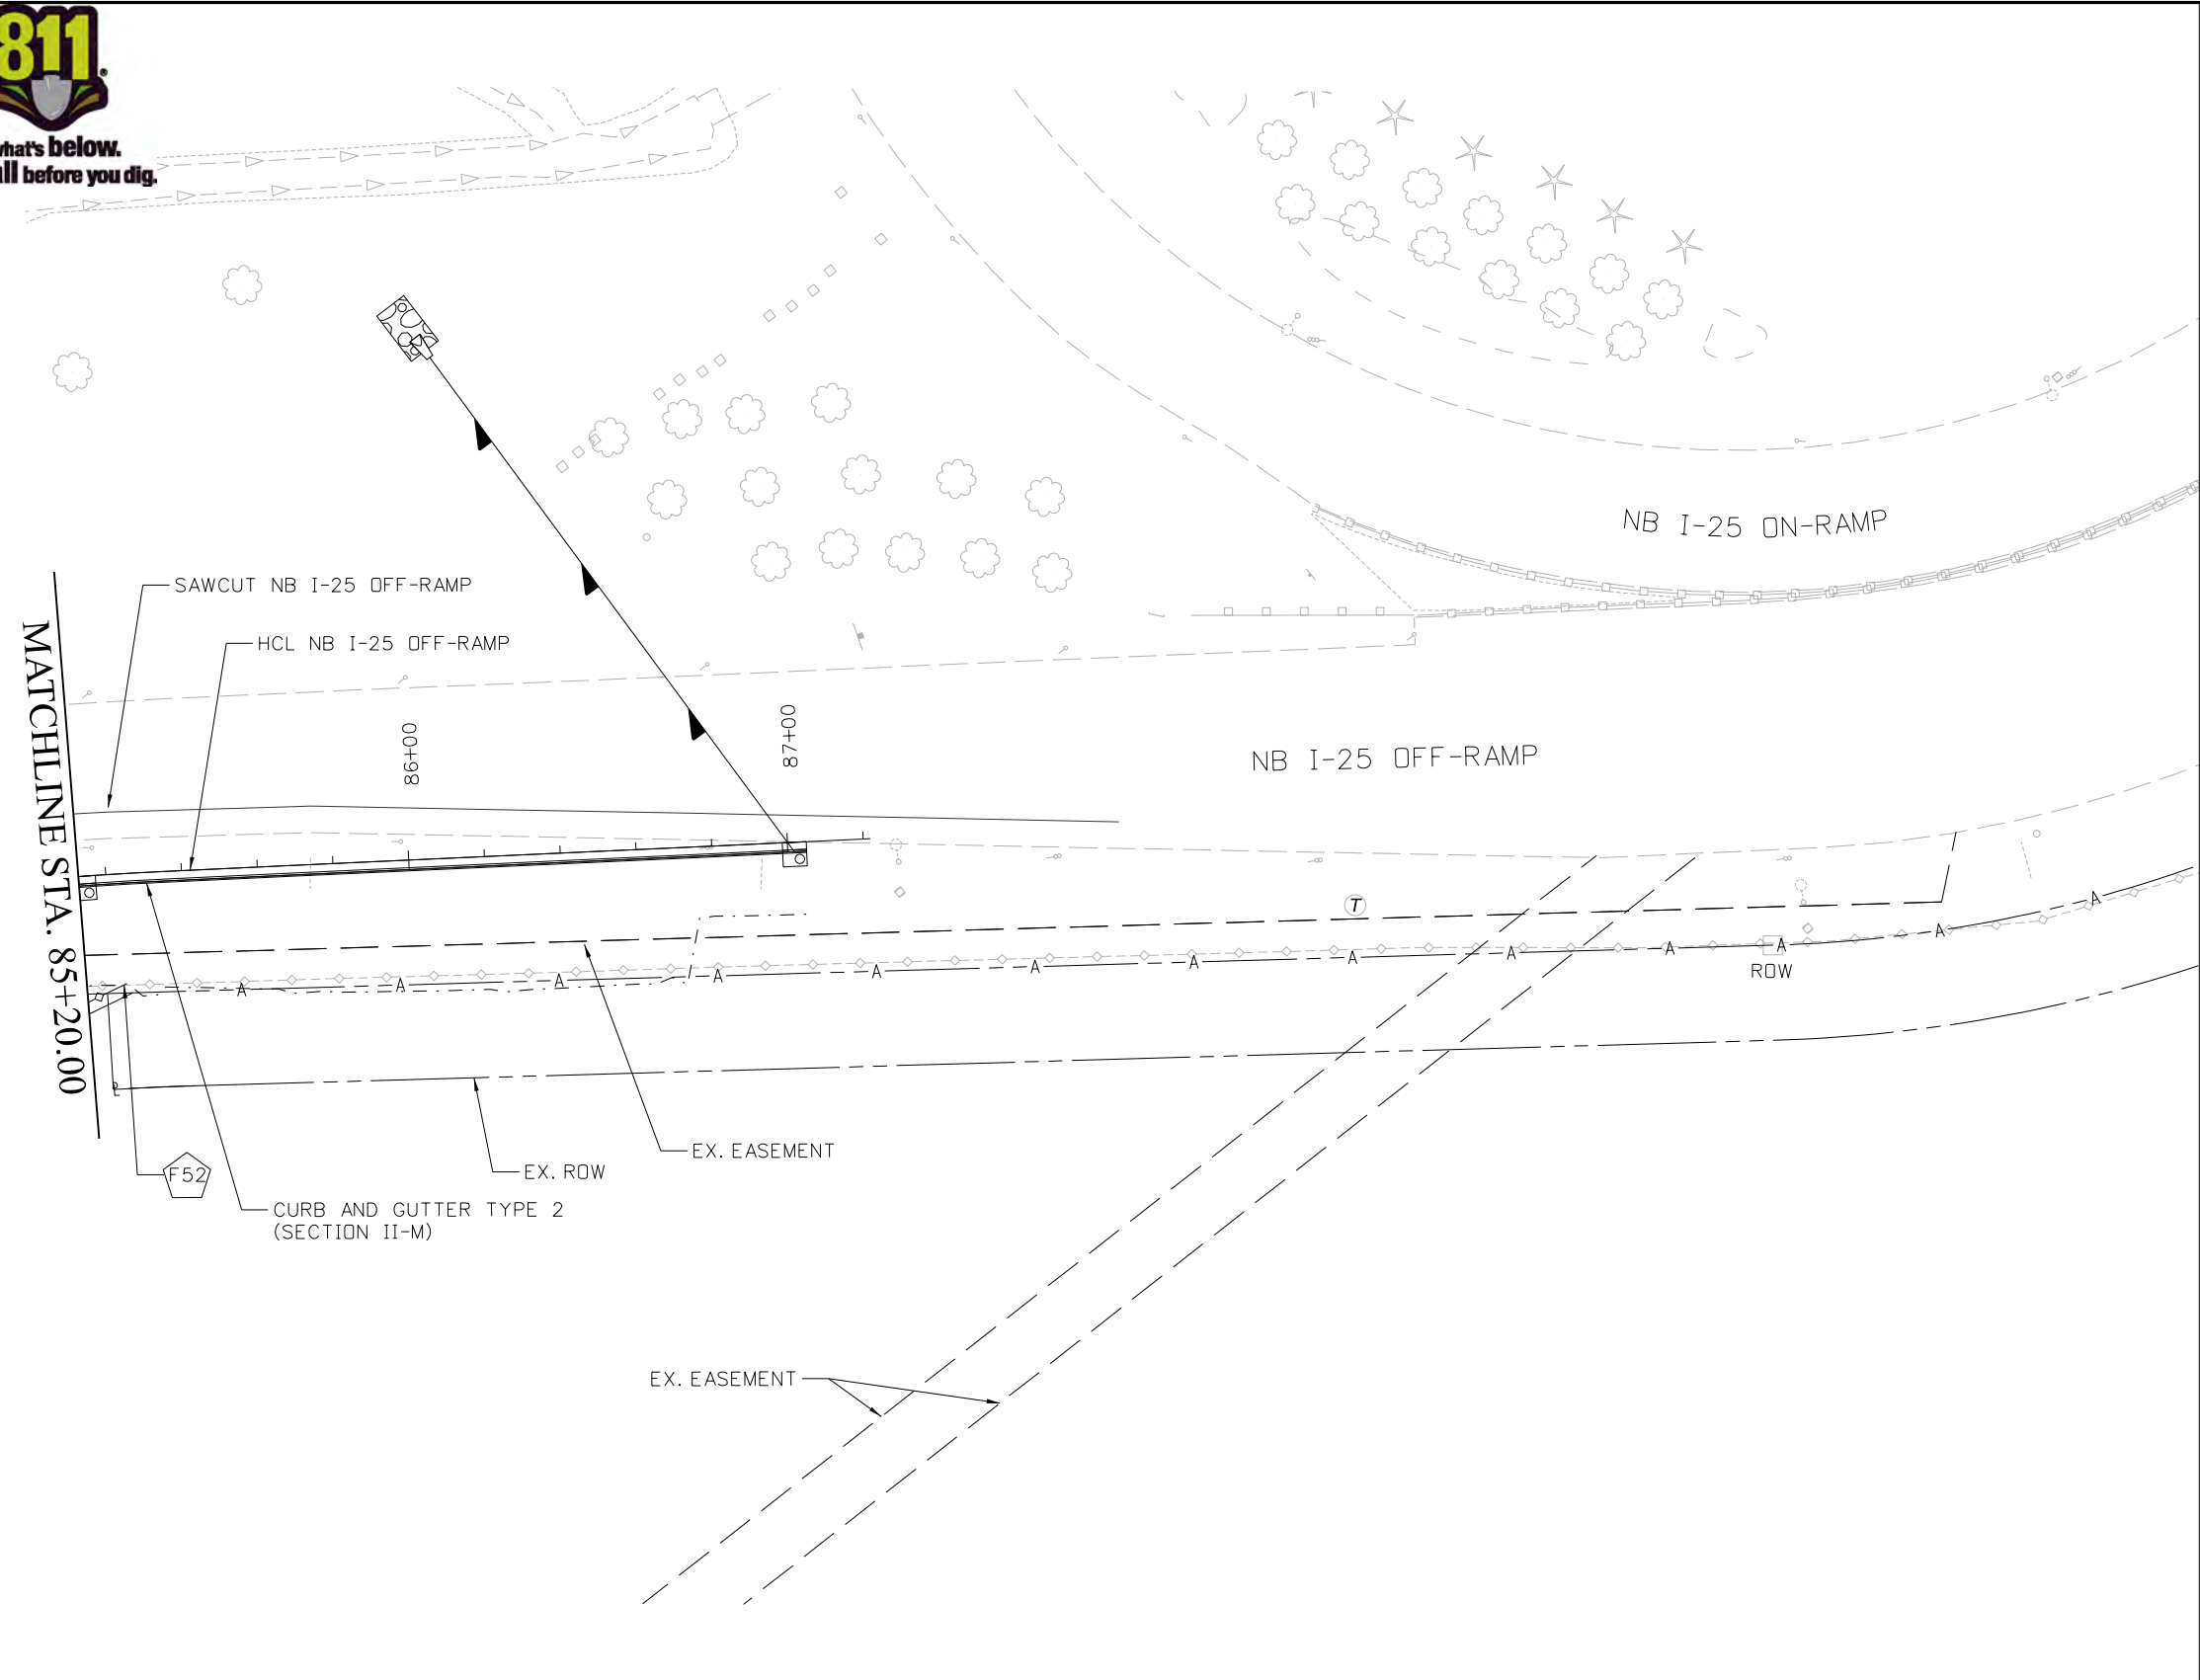 811
what's below.
before you dig.
NB I-25 ON-RAMP
SAWCUT NB I-25 OFF-RAMP
HCL NB I-25 OFF-RAMP
MATCHLINE STA. 85+20.00
86+00
87+00
NB I-25 OFF-RAMP
T
A A A A A A A A A A A A A
ROW
EX. EASEMENT
EX. ROW
F52
CURB AND GUTTER TYPE 2
(SECTION II-M)
EX. EASEMENT